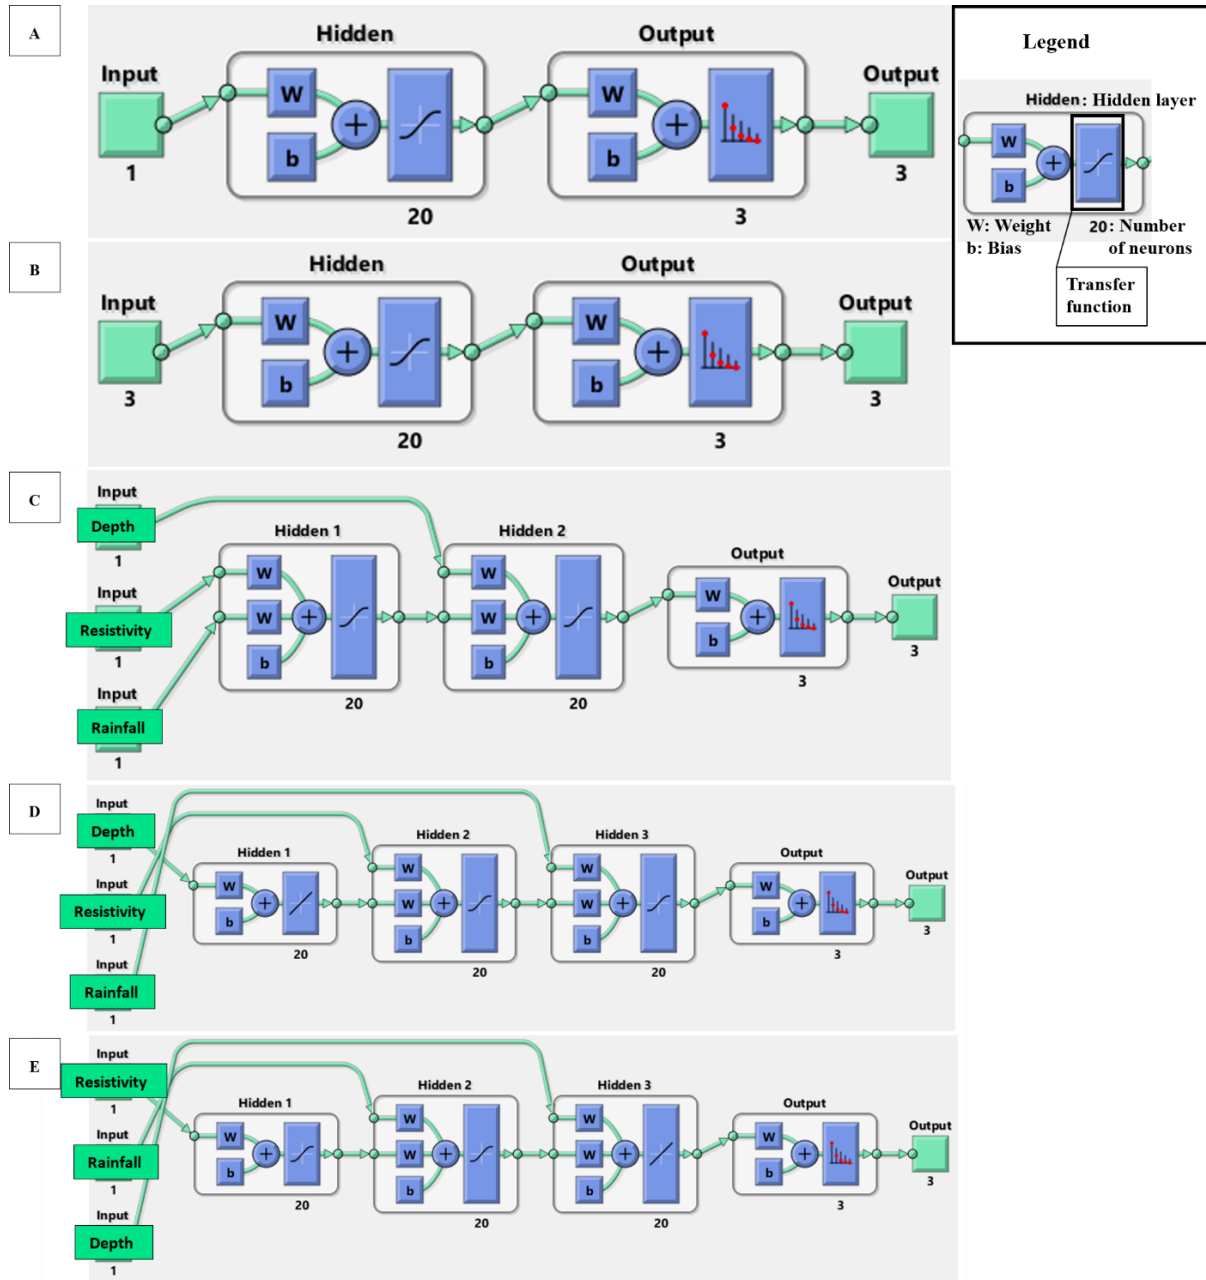 A
Hidden
Output
Input
Output
W
W
+
+
b
b
1
3
20
3
Legend
Hidden: Hidden layer
W
+
b
W: Weight
20: Number
b: Bias
of neurons
Transfer
function
B
Hidden
Output
Input
Output
W
W
+
+
b
b
3
3
20
3
C
Input
Depth
1
Hidden 1
Hidden 2
Output
Input
Output
W
W
W
Resistivity
W
+
W
+
+
b
1
b
b
3
3
Input
20
20
Rainfall
1
D
Input
Depth
1
Hidden 1
Hidden 2
Hidden 3
Output
Input
Output
W
W
W
W
Resistivity
+
W
+
W
+
+
b
b
1
b
b
3
Input
20
20
20
3
Rainfall
1
E
Input
Resistivity
1
Hidden 1
Hidden 2
Hidden 3
Output
Input
Output
W
W
W
W
Rainfall
+
W
+
W
+
+
b
b
1
b
b
3
Input
20
20
20
3
Depth
1